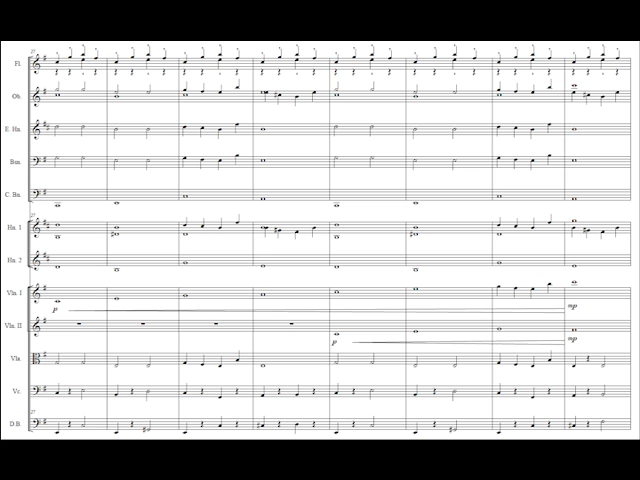 27
Fl.
Ob.
E. Hn.
Bsn.
C. Bn.
27
Hn. 1
Hn. 2
Vln. I
p
mp
Vln. II
p
mp
Vla.
Vc.
27
D.B.